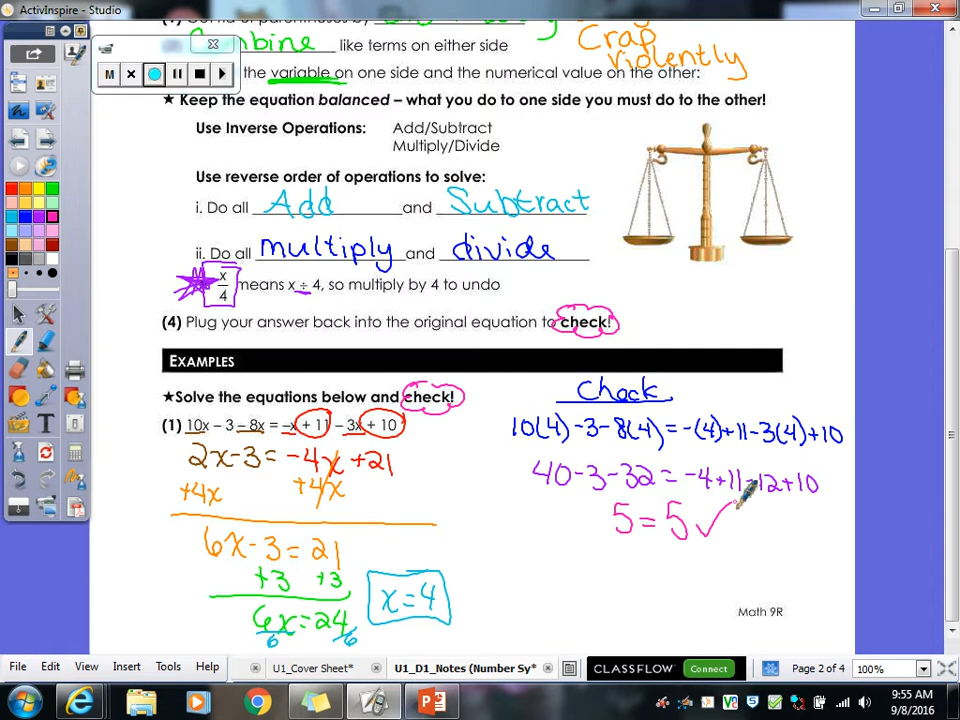 ActivInspire - Studio
Combine like terms on either side
Crap
violently
the variable on one side and the numerical value on the other:
★ Keep the equation balanced – what you do to one side you must do to the other!
Use Inverse Operations: Add/Subtract
Multiply/Divide
Use reverse order of operations to solve:
i. Do all Add and Subtract
ii. Do all multiply and divide
x/4 means x ÷ 4, so multiply by 4 to undo
(4) Plug your answer back into the original equation to check!
EXAMPLES
★Solve the equations below and check!
check
(1) 10x – 3 – 8x = –x + 11 – 3x + 10
10(4) -3-8(4) = -(4)+11-3(4)+10
2x-3 = -4x +21
40-3-32 = -4+11-12+10
+4x +4x
5 = 5 ✓
6x-3 = 21
+3 +3
6x = 24
6 6
x = 4
Math 9R
File Edit View Insert Tools Help
U1_Cover Sheet*
U1_D1_Notes (Number Sy*
CLASSFLOW Connect
Page 2 of 4
100%
9:55 AM
9/8/2016